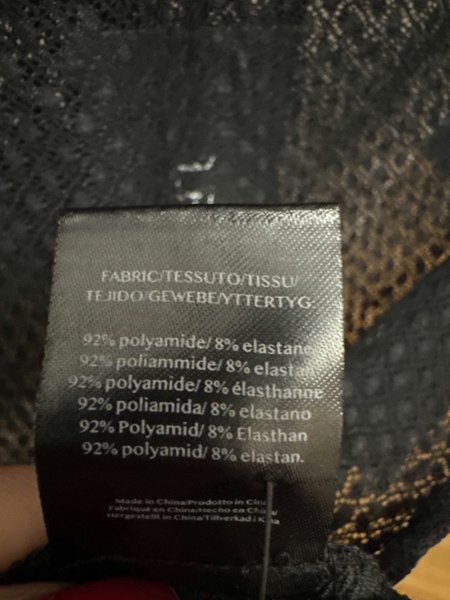 FABRIC/TESSUTO/TISSU/
TEJIDO/GEWEBE/YTTERTYG:
92% polyamide/ 8% elastane
92% poliammide/ 8% elastan
92% polyamide/ 8% élasthanne
92% poliamida/ 8% elastano
92% Polyamid/ 8% Elasthan
92% polyamid/ 8% elastan.
Made in China/Prodotto in Cina
Fabriqué en Chine/Hecho en China/
Hergestellt in China/Tillverkad i Kina